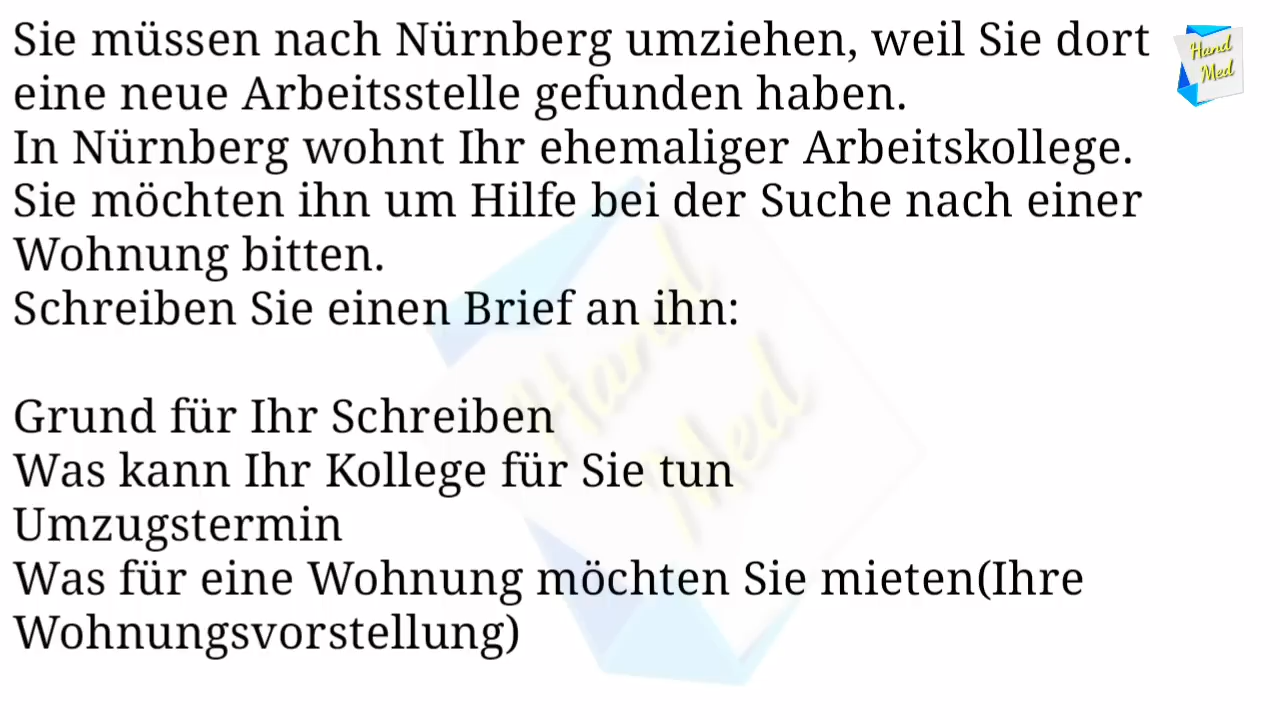 Sie müssen nach Nürnberg umziehen, weil Sie dort
eine neue Arbeitsstelle gefunden haben.
In Nürnberg wohnt Ihr ehemaliger Arbeitskollege.
Sie möchten ihn um Hilfe bei der Suche nach einer
Wohnung bitten.
Schreiben Sie einen Brief an ihn:
Grund für Ihr Schreiben
Was kann Ihr Kollege für Sie tun
Umzugstermin
Was für eine Wohnung möchten Sie mieten(Ihre
Wohnungsvorstellung)
Hand
Med
Hand
Med